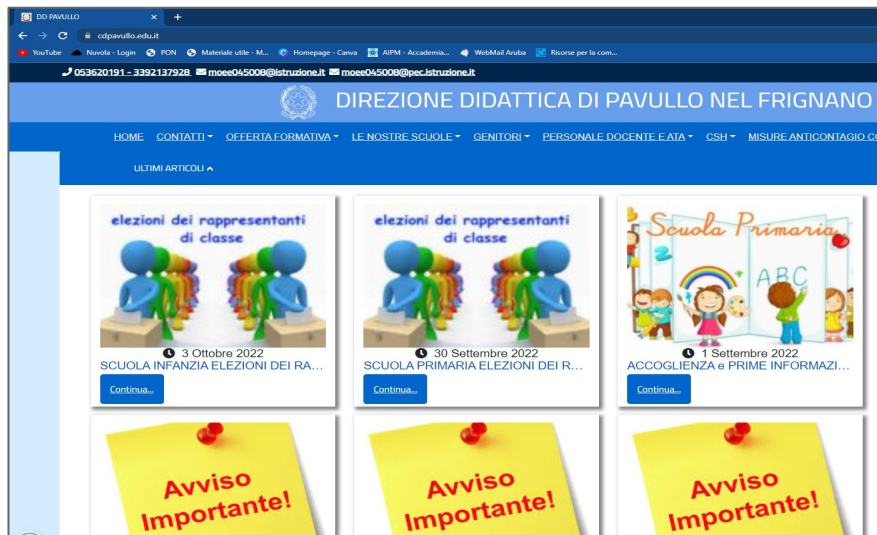 DD PAVULLO
cdpavullo.edu.it
YouTube Nuvola - Login PON Materiale utile - M... Homepage - Canva AIPM - Accademia... WebMail Aruba Risorse per la com...
053620191 - 3392137928 moee045008@istruzione.it moee045008@pec.istruzione.it
DIREZIONE DIDATTICA DI PAVULLO NEL FRIGNANO
HOME CONTATTI OFFERTA FORMATIVA LE NOSTRE SCUOLE GENITORI PERSONALE DOCENTE E ATA CSH MISURE ANTICONTAGIO CO
ULTIMI ARTICOLI
elezioni dei rappresentanti
di classe
3 Ottobre 2022
SCUOLA INFANZIA ELEZIONI DEI RA...
Continua...
elezioni dei rappresentanti
di classe
30 Settembre 2022
SCUOLA PRIMARIA ELEZIONI DEI R...
Continua...
Scuola Primaria
ABC
2
1 Settembre 2022
ACCOGLIENZA e PRIME INFORMAZI...
Continua...
Avviso
Importante!
Avviso
Importante!
Avviso
Importante!